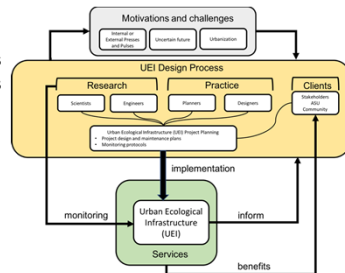 Motivations and challenges
Internal or
External Presses
and Pulses
Uncertain future
Urbanization
UEI Design Process
Research
Practice
Clients
Scientists
Engineers
Planners
Designers
Stakeholders
ASU
Community
Urban Ecological Infrastructure (UEI) Project Planning
• Project design and maintenance plans
• Monitoring protocols
implementation
monitoring
Urban Ecological
Infrastructure
(UEI)
inform
Services
benefits